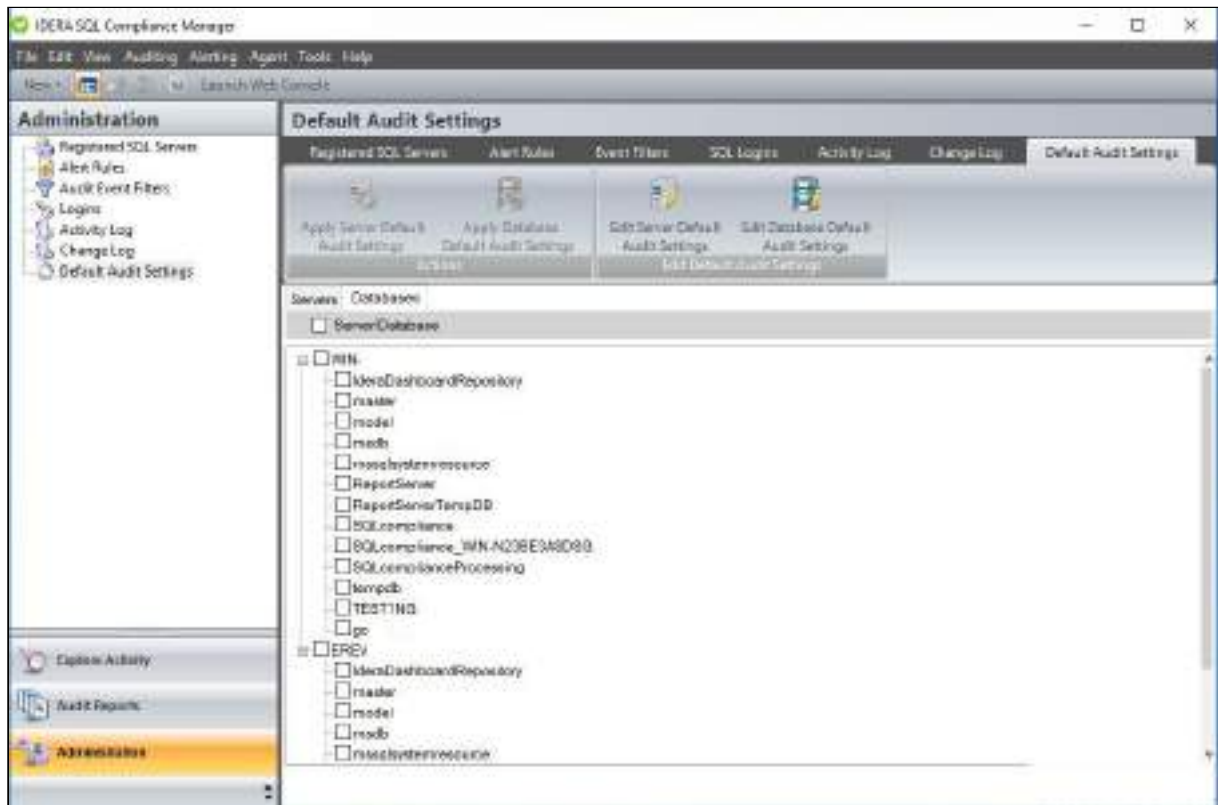 IDERA SQL Compliance Manager
File Edit View Auditing Alerting Agent Tools Help
New Launch Web Console
Administration
Registered SQL Servers
Alert Rules
Audit Event Filters
Logins
Activity Log
Change Log
Default Audit Settings
Default Audit Settings
Registered SQL Servers Alert Rules Event Filters SQL Logins Activity Log Change Log Default Audit Settings
Apply Server Default Audit Settings
Apply Database Default Audit Settings
Edit Server Default Audit Settings
Edit Database Default Audit Settings
Edit Default Audit Settings
Servers Databases
Server/Database
WIN-
IderaDashboardRepository
master
model
msdb
mssqlsystemresource
ReportServer
ReportServerTempDB
SQLcompliance
SQLcomplianceProcessing
tempdb
TESTING
go
EREV
IderaDashboardRepository
master
model
msdb
mssqlsystemresource
Explore Activity
Audit Reports
Administration